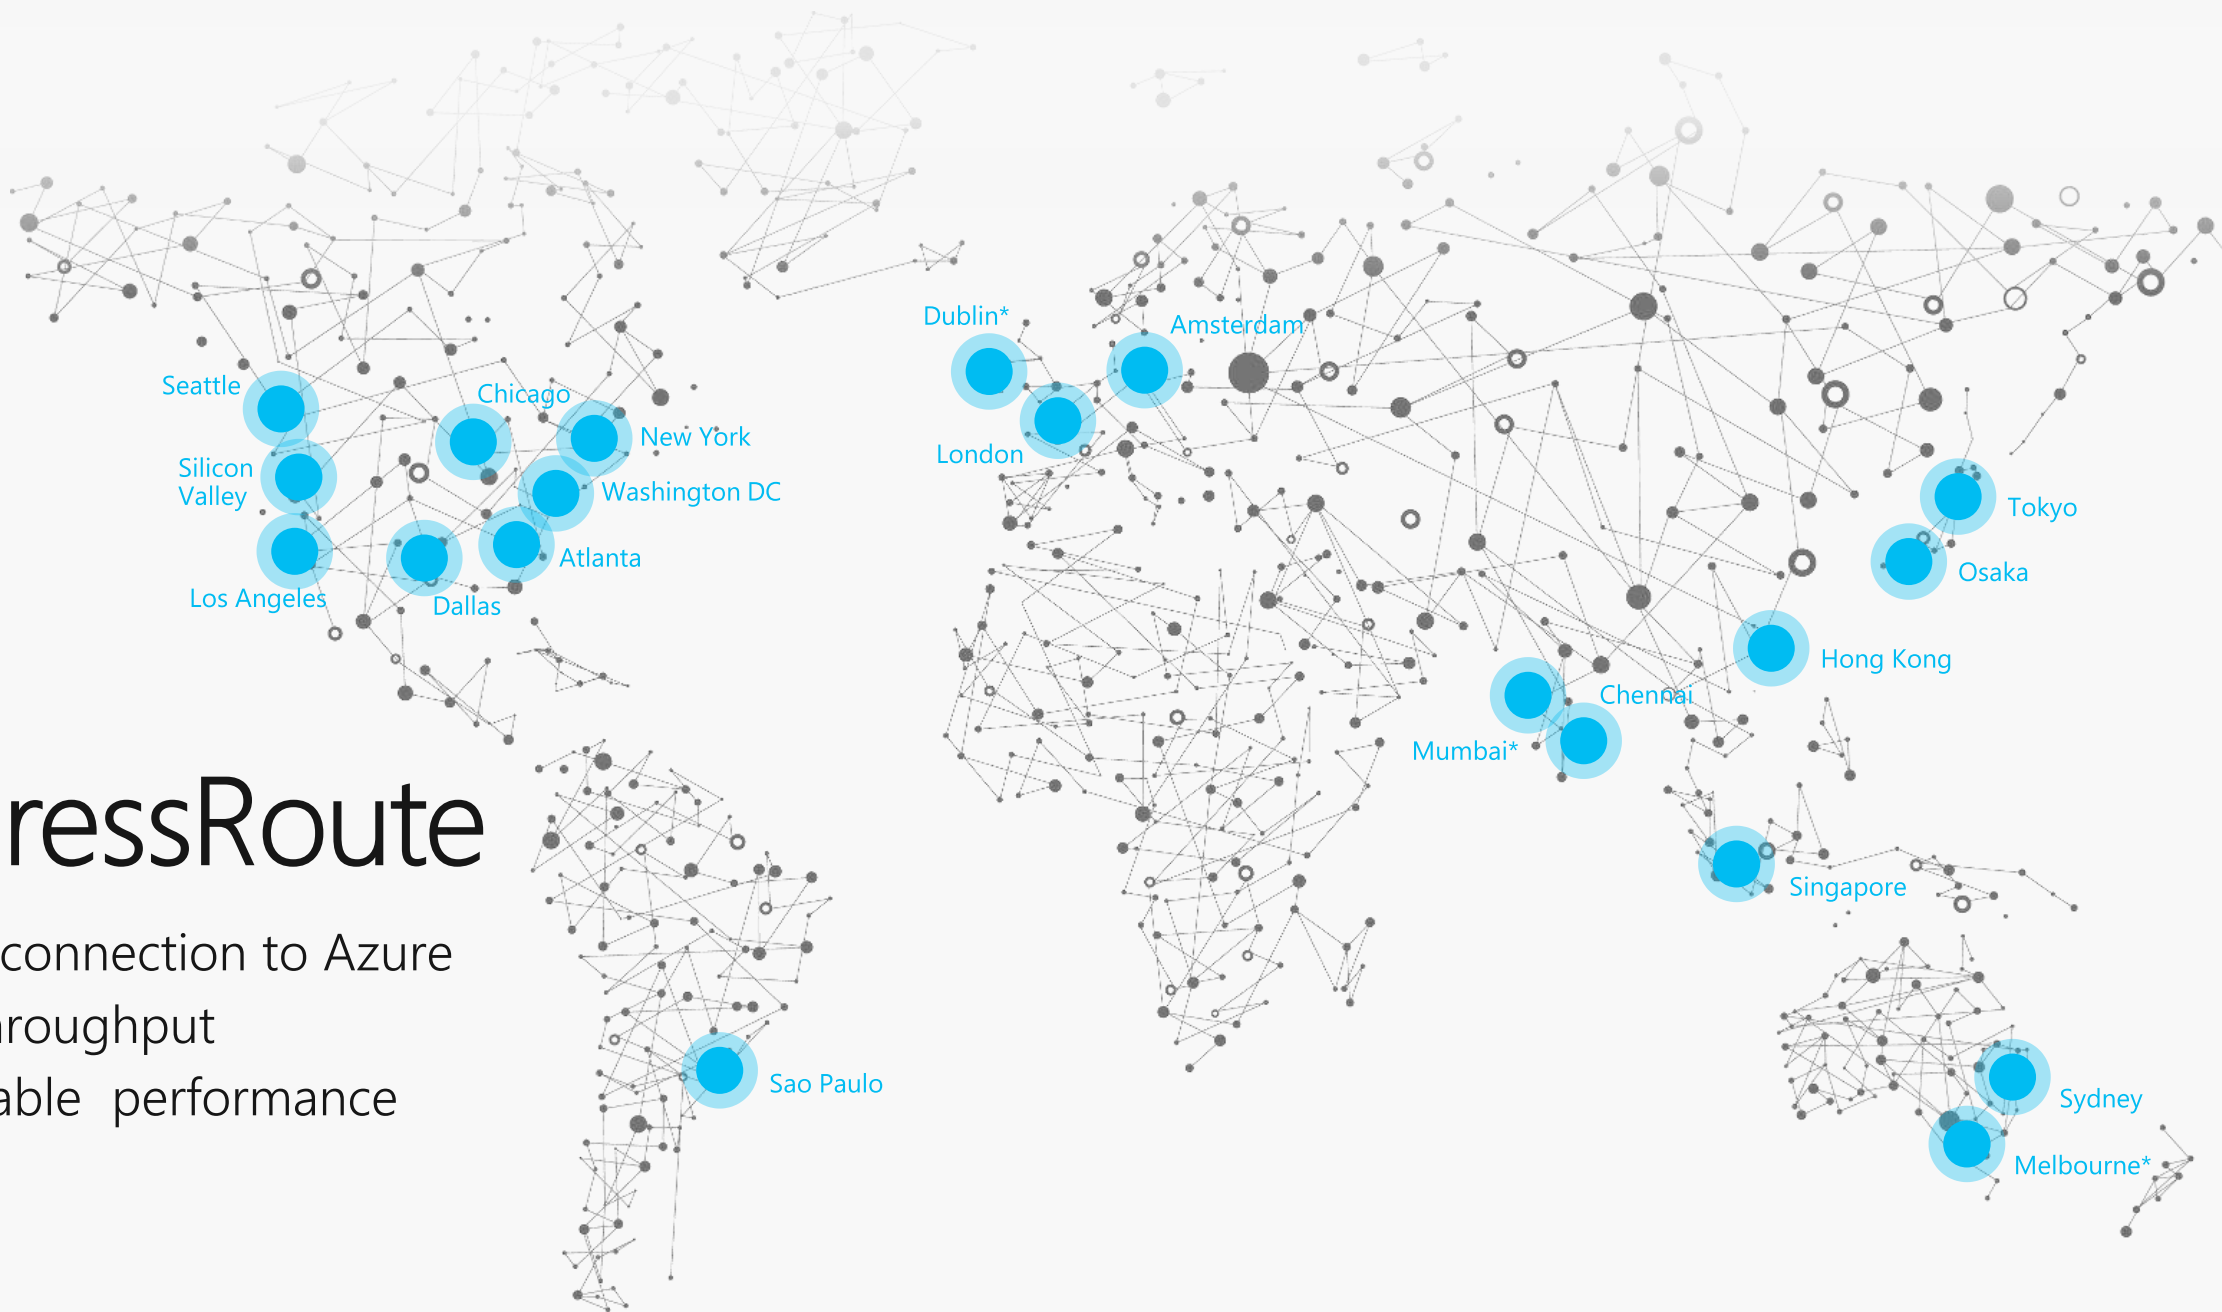 Dublin*
Amsterdam
Seattle
Chicago
New York
London
Silicon
Valley
Washington DC
Tokyo
Atlanta
Osaka
Los Angeles
Dallas
Hong Kong
Chennai
Mumbai*
ressRoute
Singapore
connection to Azure
roughput
Sao Paulo
able performance
Sydney
Melbourne*